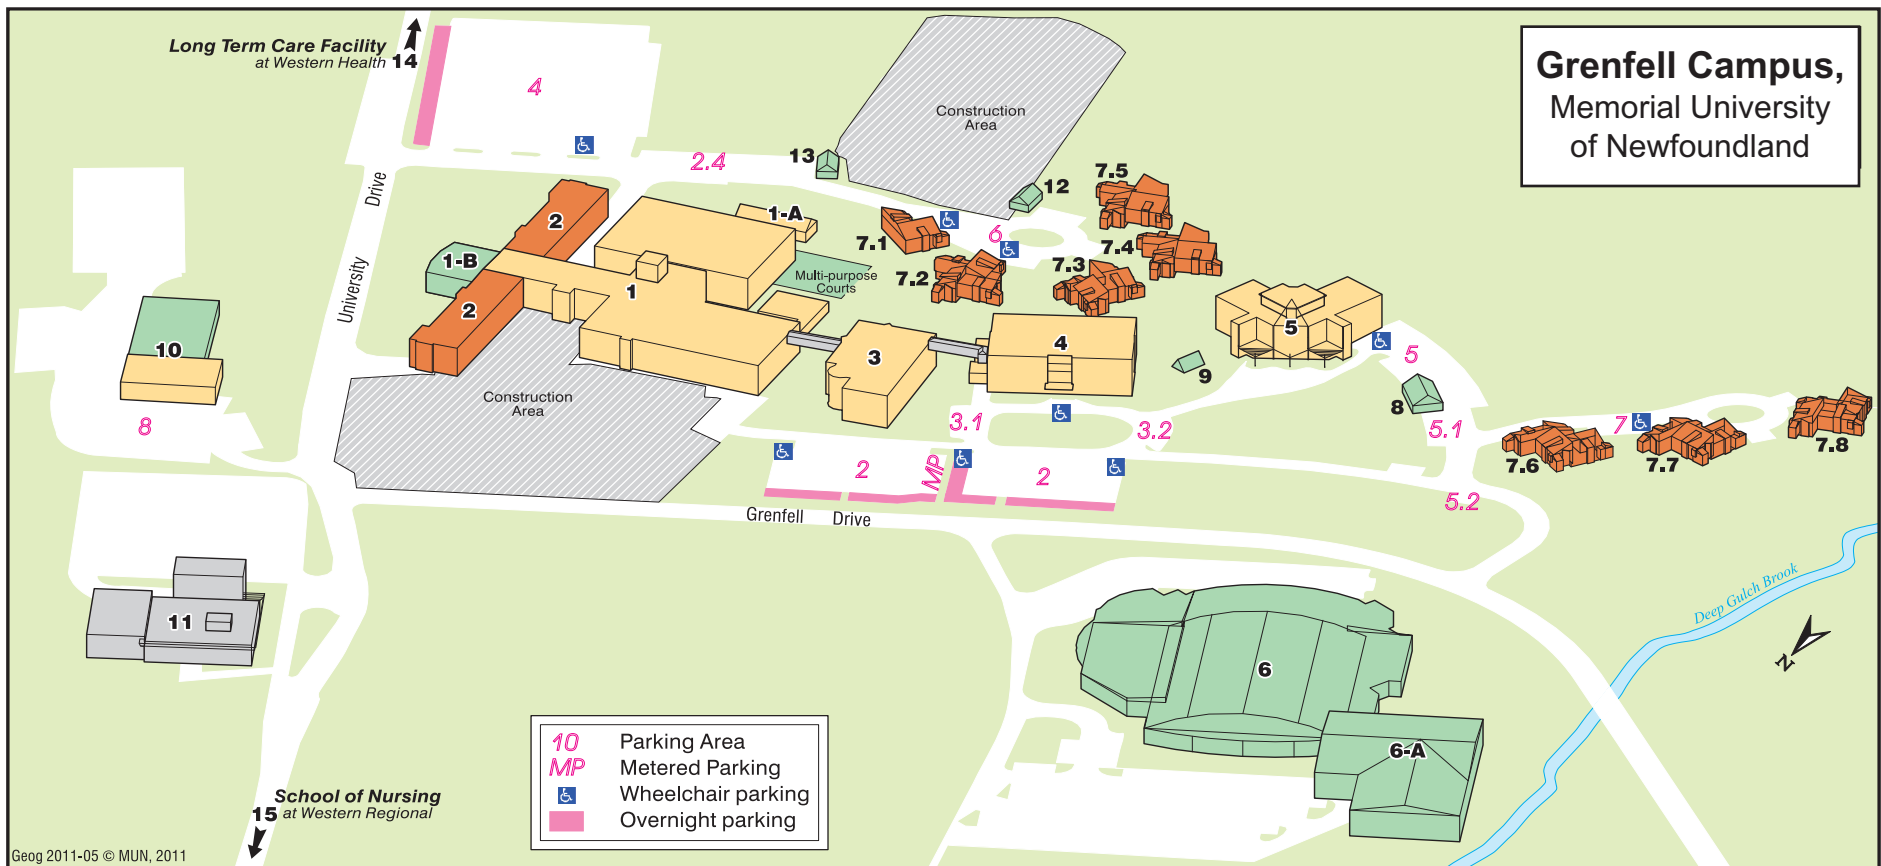 Grenfell Campus,
Memorial University
of Newfoundland
Long Term Care Facility
at Western Health 14
4
Construction
Area
13
2.4
12
7.5
Drive
2
1-A
7.1
6
7.4
1-B
University
1
Multi-purpose
Courts
7.2
7.3
2
5
10
3
4
9
5
Construction
Area
8
8
3.1
3.2
5.1
7
7.6
7.7
7.8
2
MP
2
5.2
Grenfell Drive
Deep Gulch Brook
11
6
N
6-A
10 Parking Area
MP Metered Parking
Wheelchair parking
Overnight parking
School of Nursing
15 at Western Regional
Geog 2011-05 © MUN, 2011